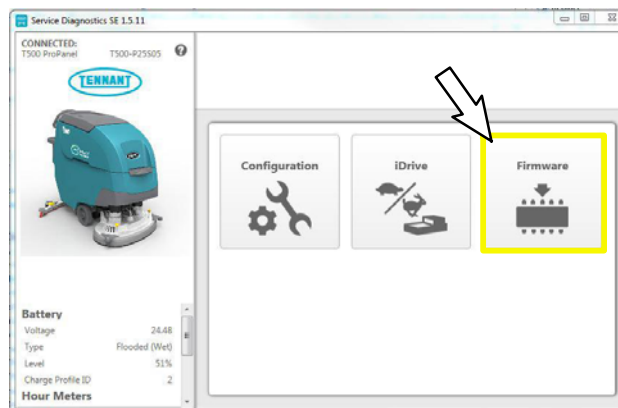 Service Diagnostics SE 1.5.11
CONNECTED:
T500 ProPanel T500-P25S05 ?
TENNANT
Configuration iDrive Firmware
Battery
Voltage 24.48
Type Flooded (Wet)
Level 51%
Charge Profile ID 2
Hour Meters